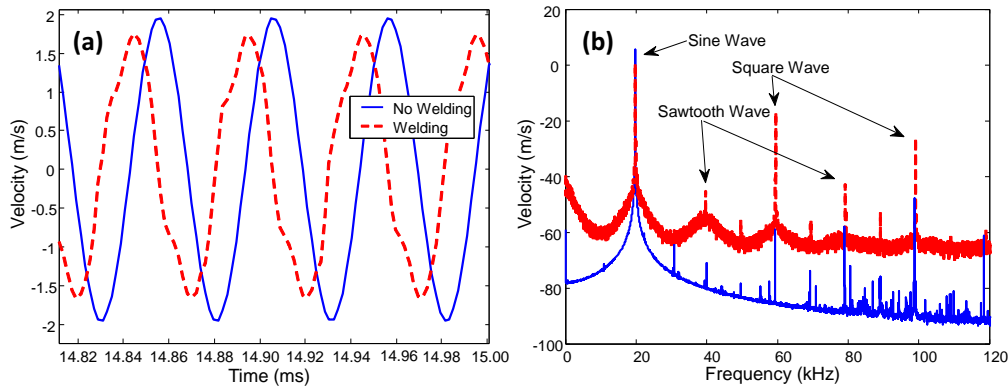 (a)
Velocity (m/s)
2
1.5
1
0.5
0
-0.5
-1
-1.5
-2
No Welding
Welding
14.82 14.84 14.86 14.88 14.90 14.92 14.94 14.96 14.98 15.00
Time (ms)
(b)
Velocity (m/s)
20
0
-20
-40
-60
-80
-100
Sine Wave
Square Wave
Sawtooth Wave
0 20 40 60 80 100 120
Frequency (kHz)